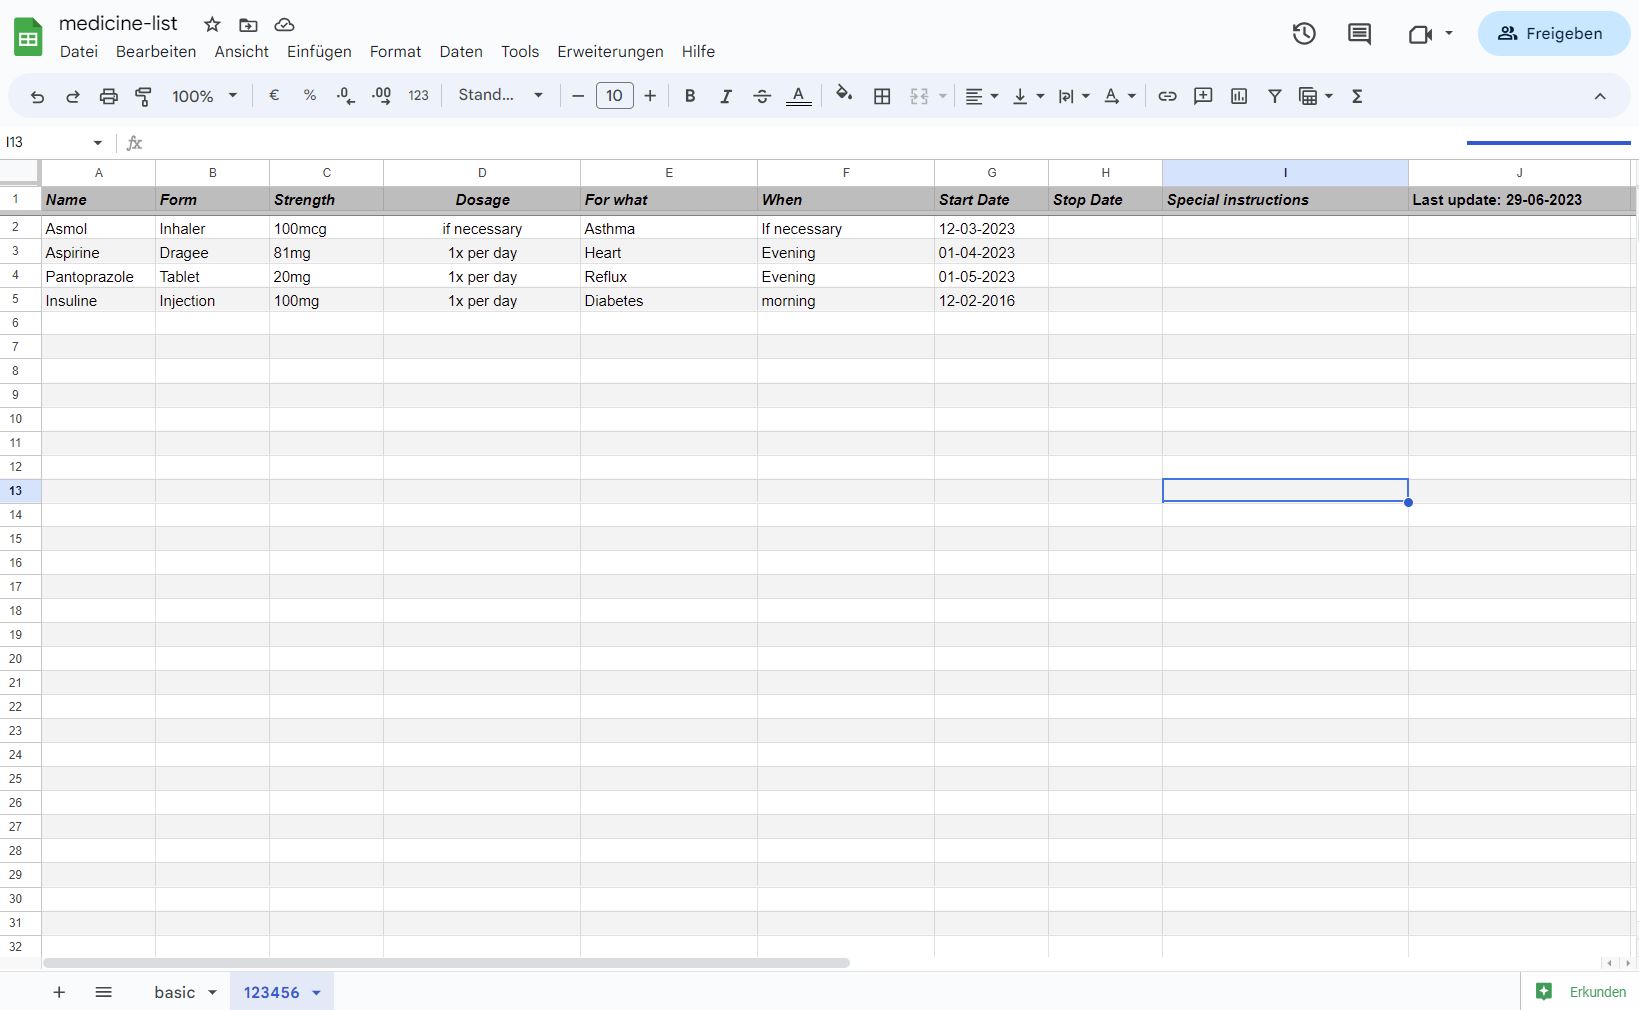 medicine-list
Datei Bearbeiten Ansicht Einfügen Format Daten Tools Erweiterungen Hilfe
Freigeben
100% € % .0 .00 123 Stand... 10 B I A Σ
I13 fx
A B C D E F G H I J
1 Name Form Strength Dosage For what When Start Date Stop Date Special instructions Last update: 29-06-2023
2 Asmol Inhaler 100mcg if necessary Asthma If necessary 12-03-2023
3 Aspirine Dragee 81mg 1x per day Heart Evening 01-04-2023
4 Pantoprazole Tablet 20mg 1x per day Reflux Evening 01-05-2023
5 Insuline Injection 100mg 1x per day Diabetes morning 12-02-2016
6
7
8
9
10
11
12
13
14
15
16
17
18
19
20
21
22
23
24
25
26
27
28
29
30
31
32
basic 123456 Erkunden